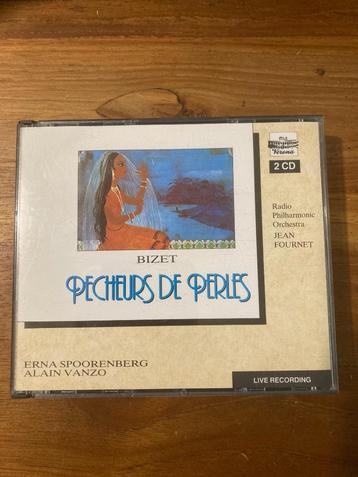 Verona
2 CD
BIZET
PECHEURS DE PERLES
Radio
Philharmonic
Orchestra
JEAN
FOURNET
ERNA SPOORENBERG
ALAIN VANZO
LIVE RECORDING